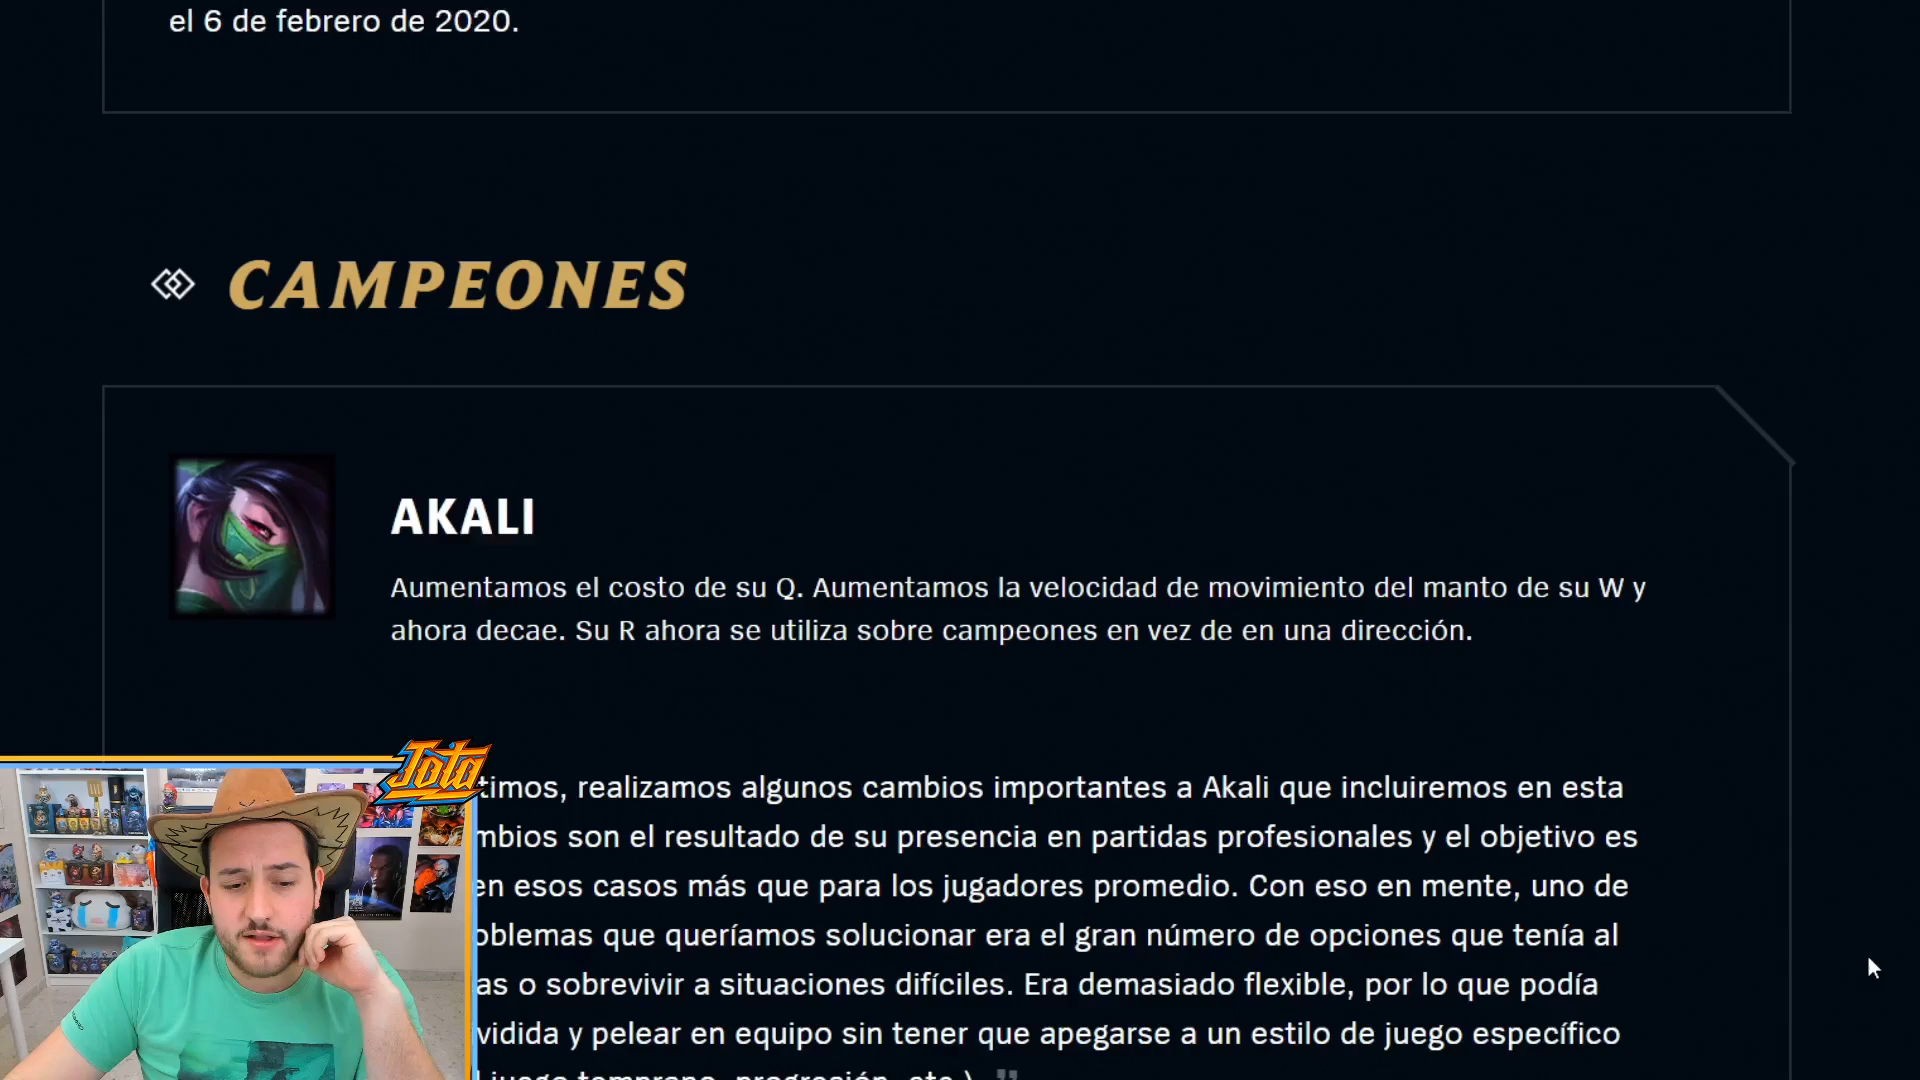 el 6 de febrero de 2020.
CAMPEONES
AKALI
Aumentamos el costo de su Q. Aumentamos la velocidad de movimiento del manto de su W y
ahora decae. Su R ahora se utiliza sobre campeones en vez de en una dirección.
Jota
timos, realizamos algunos cambios importantes a Akali que incluiremos en esta
mbios son el resultado de su presencia en partidas profesionales y el objetivo es
en esos casos más que para los jugadores promedio. Con eso en mente, uno de
oblemas que queríamos solucionar era el gran número de opciones que tenía al
as o sobrevivir a situaciones difíciles. Era demasiado flexible, por lo que podía
vidida y pelear en equipo sin tener que apegarse a un estilo de juego específico
juego temprano, progresión, etc.). "